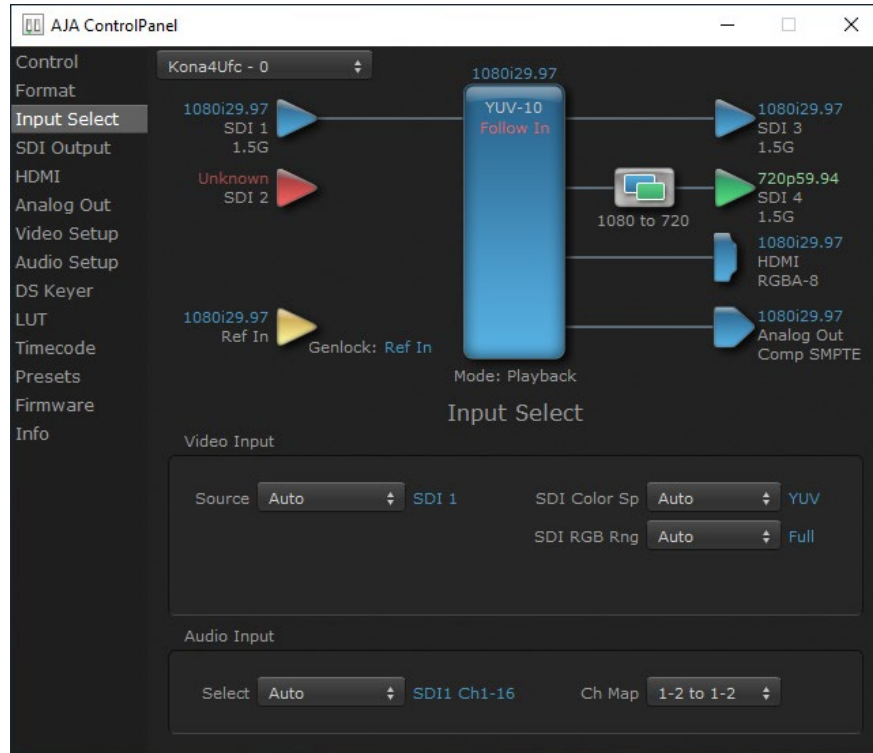 AJA ControlPanel
Control
Format
Input Select
SDI Output
HDMI
Analog Out
Video Setup
Audio Setup
DS Keyer
LUT
Timecode
Presets
Firmware
Info
Kona4Ufc - 0
1080i29.97
1080i29.97
SDI 1
1.5G
Unknown
SDI 2
1080i29.97
Ref In
Genlock: Ref In
YUV-10
Follow In
Mode: Playback
1080 to 720
1080i29.97
SDI 3
1.5G
720p59.94
SDI 4
1.5G
1080i29.97
HDMI
RGBA-8
1080i29.97
Analog Out
Comp SMPTE
Input Select
Video Input
Source Auto SDI 1
SDI Color Sp Auto YUV
SDI RGB Rng Auto Full
Audio Input
Select Auto SDI1 Ch1-16
Ch Map 1-2 to 1-2